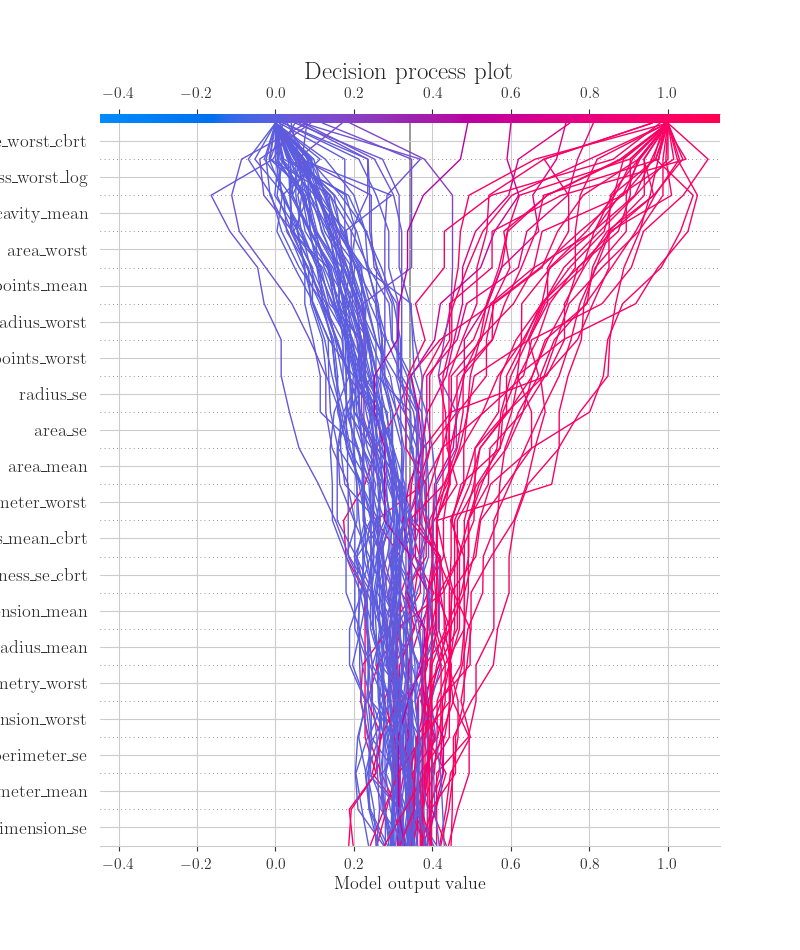 Decision process plot
−0.4 −0.2 0.0 0.2 0.4 0.6 0.8 1.0
e_worst_cbrt
ss_worst_log
cavity_mean
area_worst
points_mean
adius_worst
points_worst
radius_se
area_se
area_mean
meter_worst
s_mean_cbrt
ness_se_cbrt
ension_mean
adius_mean
metry_worst
nsion_worst
perimeter_se
meter_mean
imension_se
−0.4 −0.2 0.0 0.2 0.4 0.6 0.8 1.0
Model output value